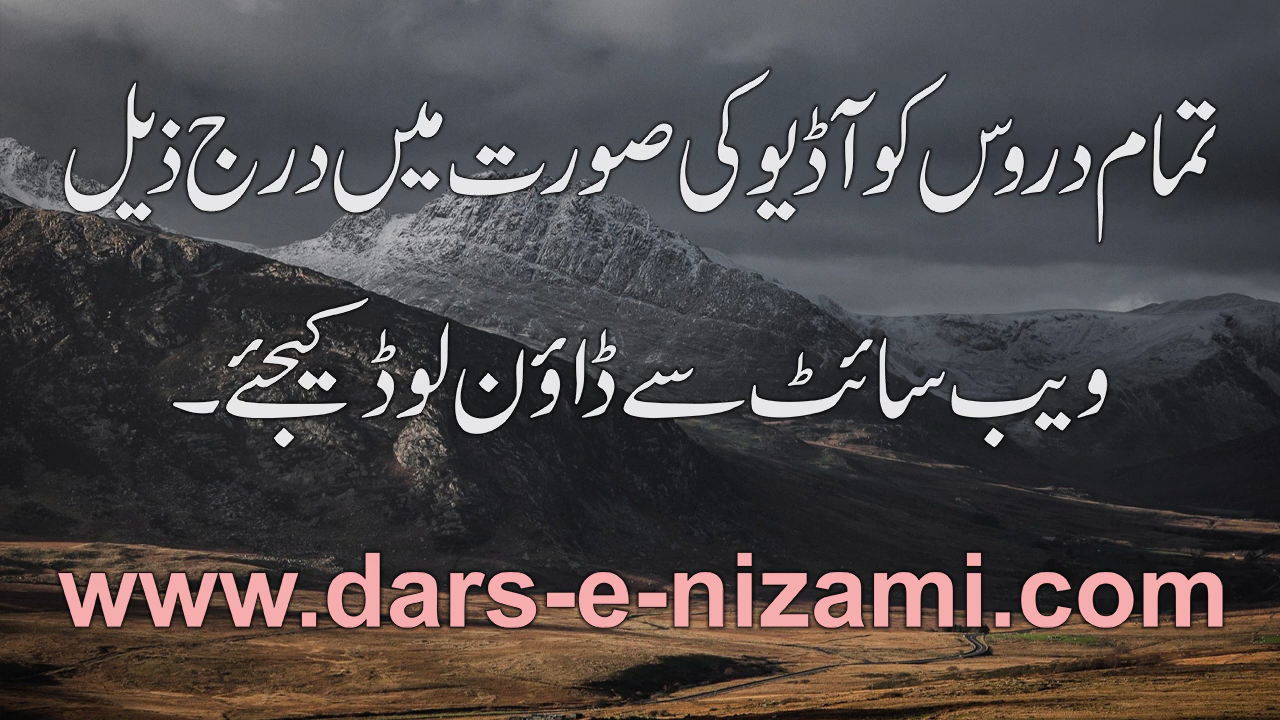 تمام دروس کو آڈیو کی صورت میں درج ذیل
ویب سائٹ سے ڈاؤن لوڈ کیجئے۔
www.dars-e-nizami.com